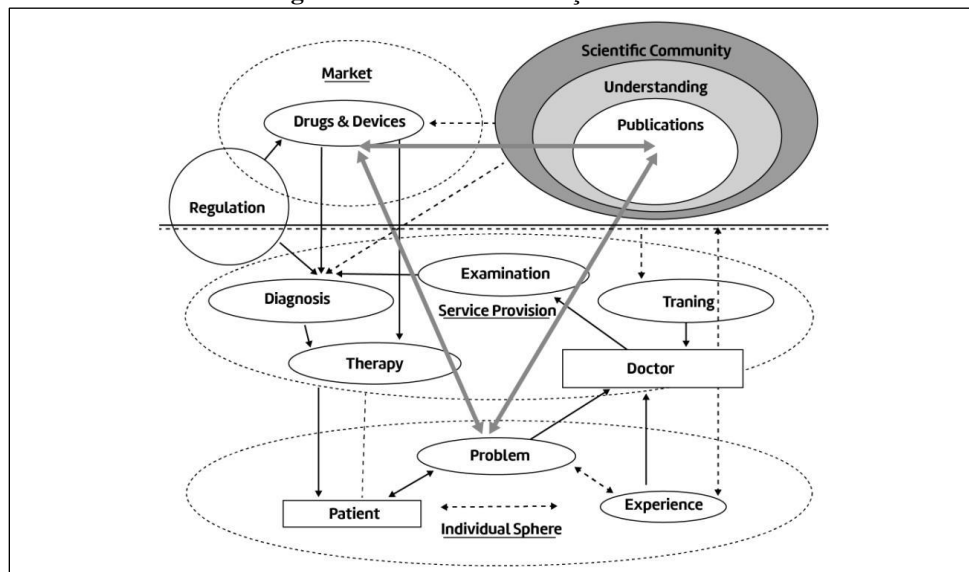 Scientific Community
Market
Understanding
Drugs & Devices
Publications
Regulation
Examination
Diagnosis
Traning
Service Provision
Therapy
Doctor
Problem
Patient
Experience
Individual Sphere